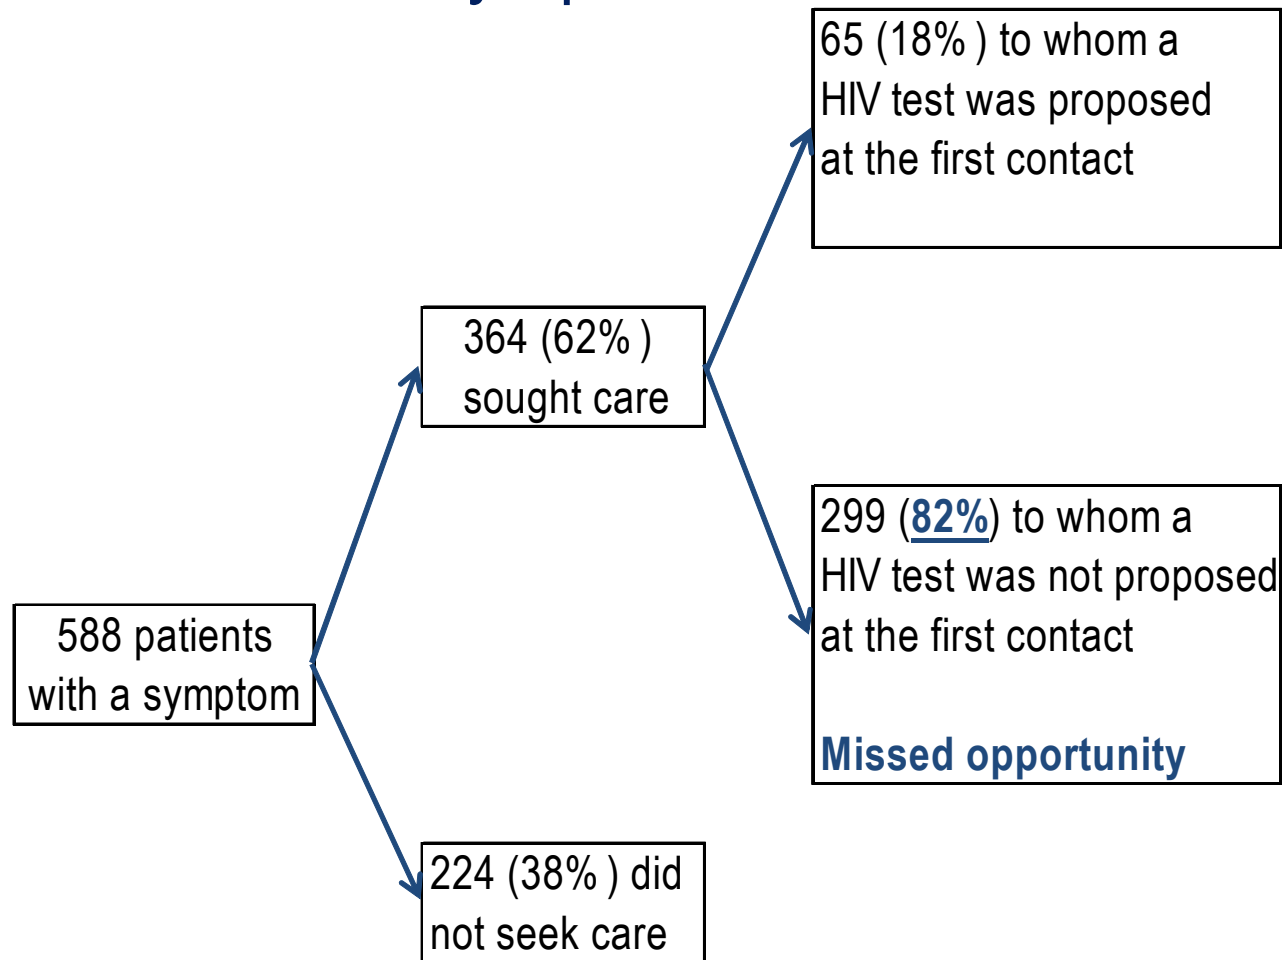 65 (18% ) to whom a
HIV test was proposed
at the first contact
364 (62% )
sought care
299 (82%) to whom a
HIV test was not proposed
at the first contact
Missed opportunity
588 patients
with a symptom
224 (38% ) did
not seek care